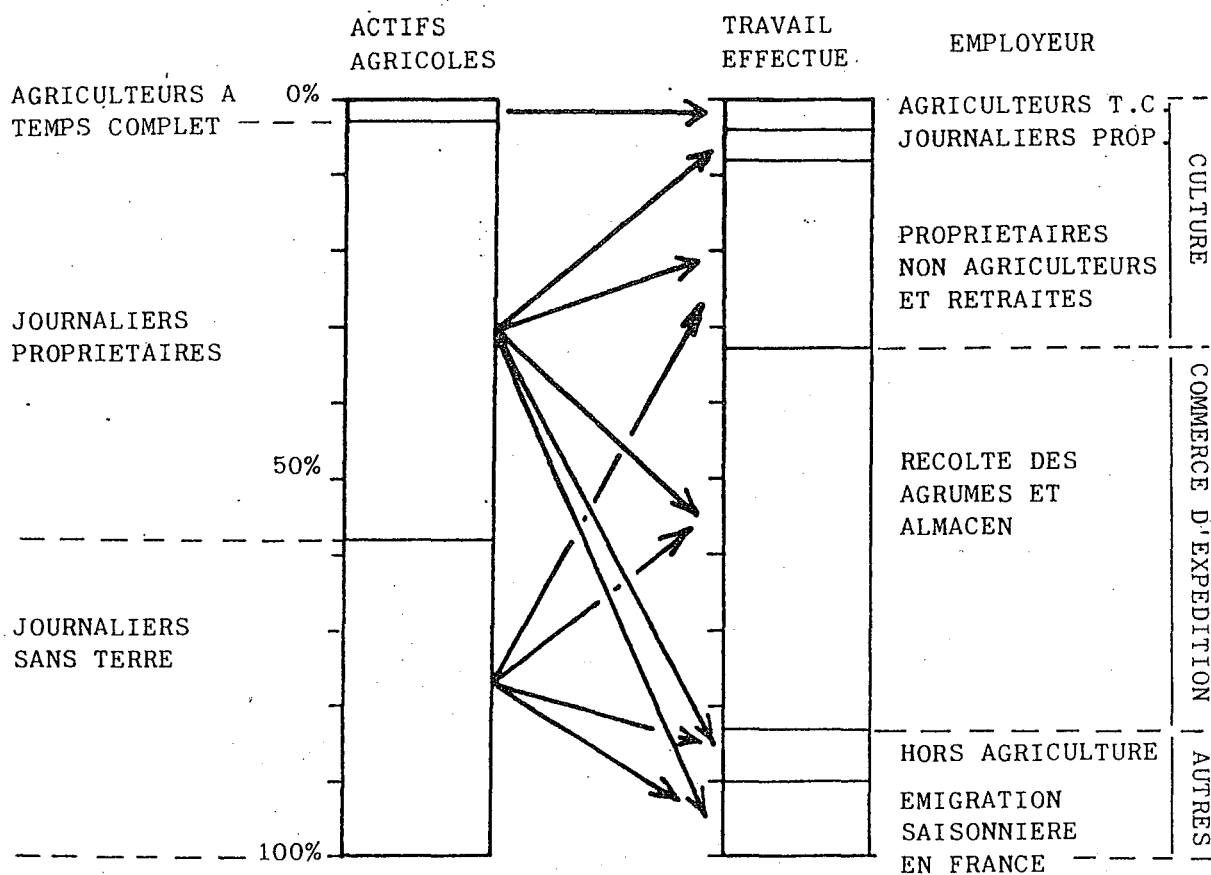 ACTIFS
AGRICOLES
TRAVAIL
EFFECTUE
EMPLOYEUR
AGRICULTEURS A
TEMPS COMPLET
0%
JOURNALIERS
PROPRIETAIRES
50%
JOURNALIERS
SANS TERRE
100%
AGRICULTEURS T.C.
JOURNALIERS PROP.
PROPRIETAIRES
NON AGRICULTEURS
ET RETRAITES
RECOLTE DES
AGRUMES ET
ALMACEN
HORS AGRICULTURE
EMIGRATION
SAISONNIERE
EN FRANCE
CULTURE
COMMERCE D'EXPEDITION
AUTRES